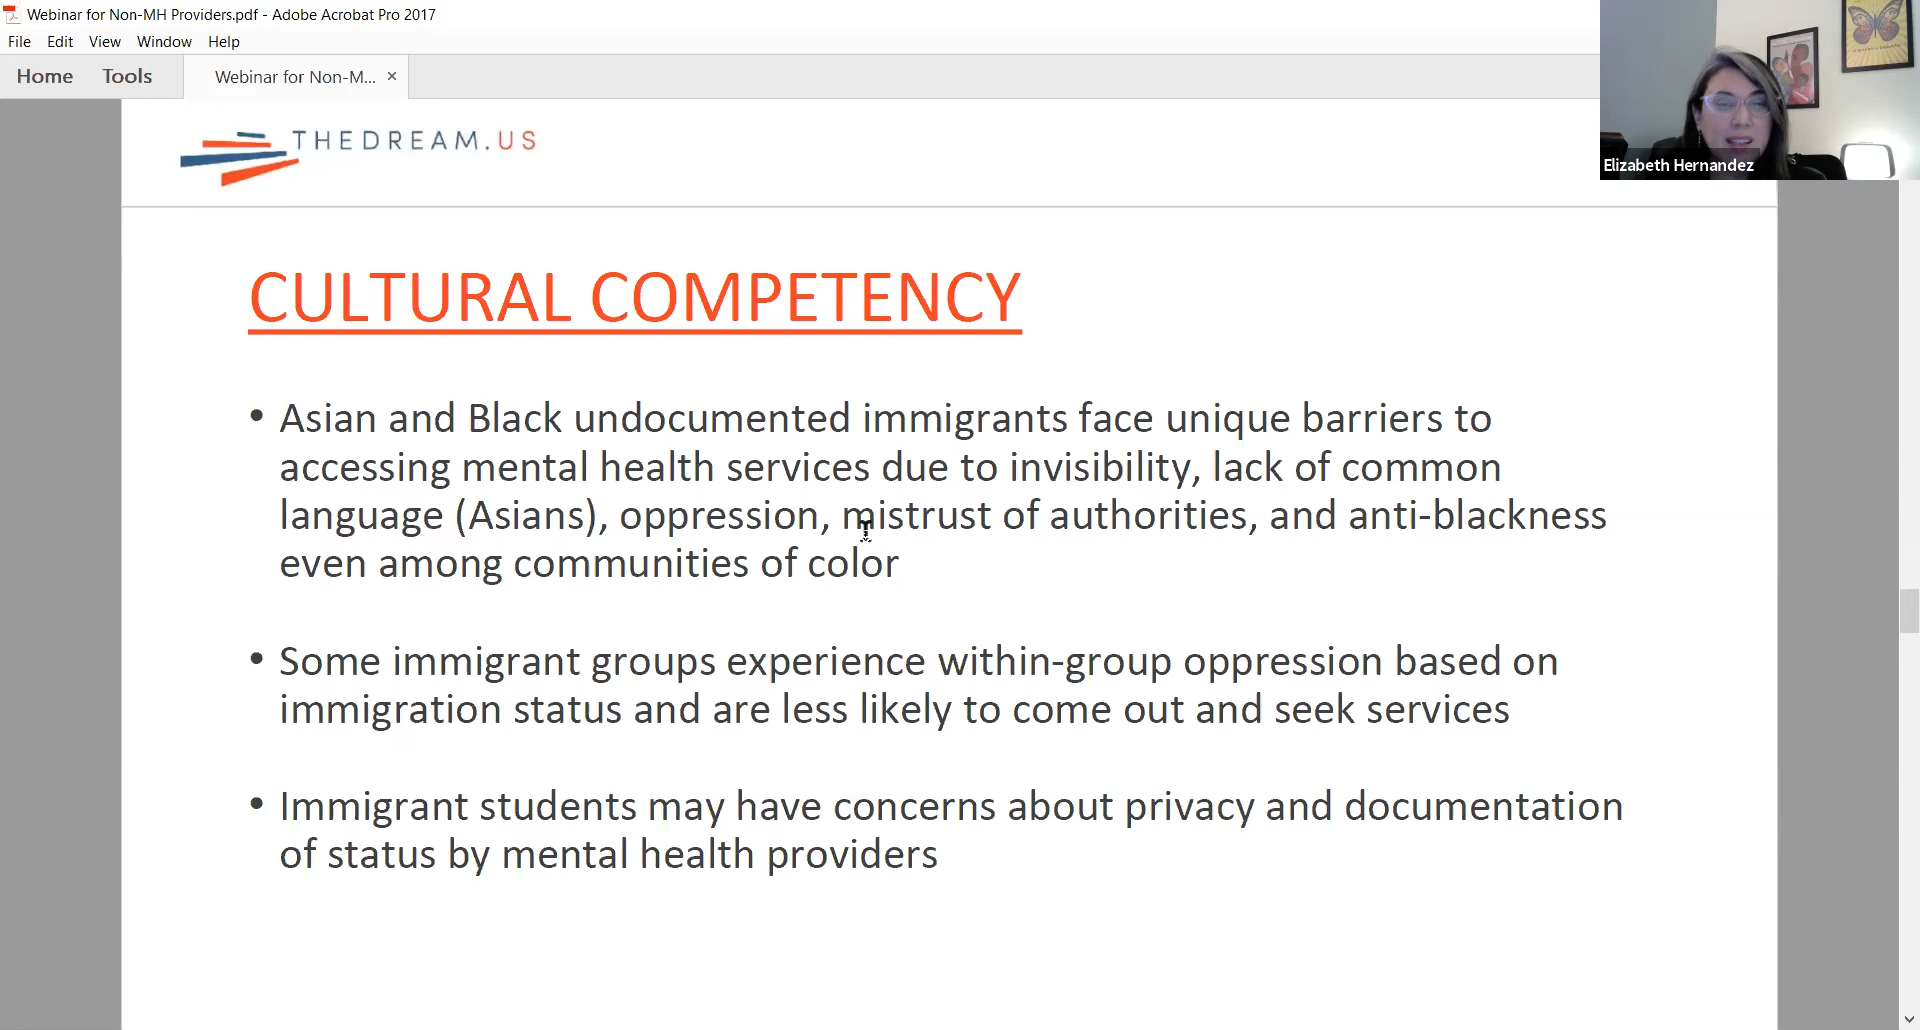 Webinar for Non-MH Providers.pdf - Adobe Acrobat Pro 2017
File Edit View Window Help
Home Tools Webinar for Non-M... ×
THEDREAM.US
Elizabeth Hernandez
CULTURAL COMPETENCY
• Asian and Black undocumented immigrants face unique barriers to
accessing mental health services due to invisibility, lack of common
language (Asians), oppression, mistrust of authorities, and anti-blackness
even among communities of color
• Some immigrant groups experience within-group oppression based on
immigration status and are less likely to come out and seek services
• Immigrant students may have concerns about privacy and documentation
of status by mental health providers